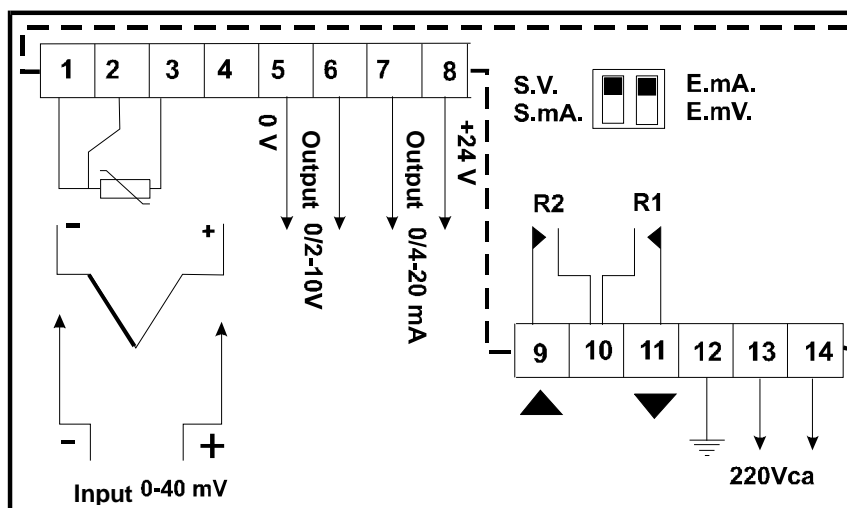 1 2 3 4 5 6 7 8
S.V. E.mA.
S.mA. E.mV.
0 V
Output 0/2-10V
Output 0/4-20 mA
+24 V
R2 R1
- +
9 10 11 12 13 14
- +
Input 0-40 mV
220Vca